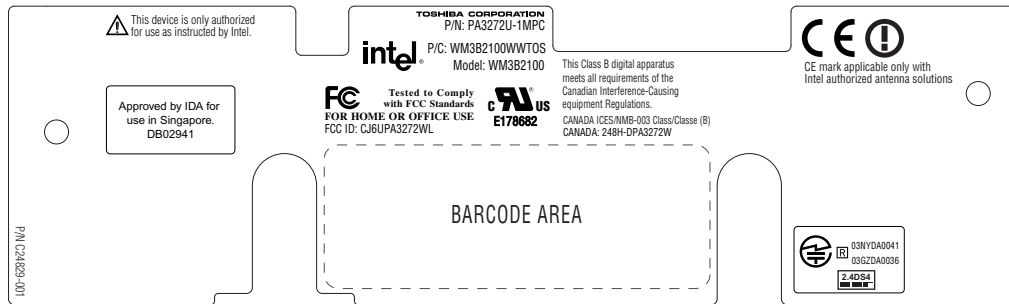 This device is only authorized
for use as instructed by Intel.
TOSHIBA CORPORATION
P/N: PA3272U-1MPC
intel®
P/C: WM3B2100WWTOS
Model: WM3B2100
CE
CE mark applicable only with
Intel authorized antenna solutions
Approved by IDA for
use in Singapore.
DB02941
FC
Tested to Comply
with FCC Standards
FOR HOME OR OFFICE USE
FCC ID: CJ6UPA3272WL
C RU® US
E178682
This Class B digital apparatus
meets all requirements of the
Canadian Interference-Causing
equipment Regulations.
CANADA ICES/NMB-003 Class/Classe (B)
CANADA: 248H-DPA3272W
BARCODE AREA
P/N C24829-001
R 03NYDA0041
03GZDA0036
2.4DS4